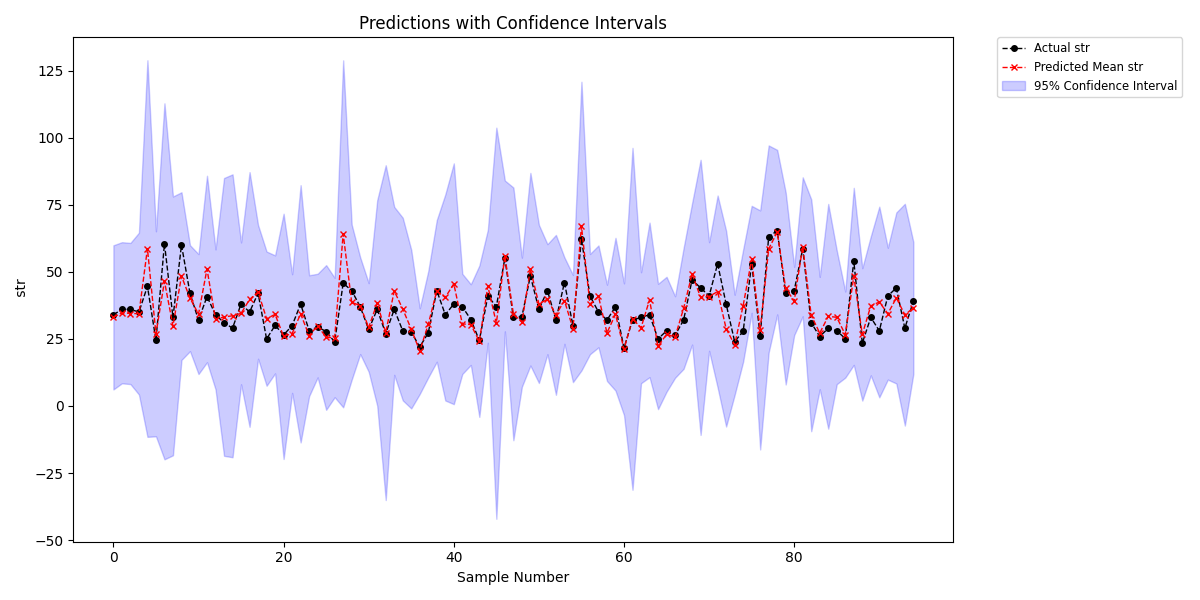 Predictions with Confidence Intervals
Actual str
Predicted Mean str
95% Confidence Interval
str
125
100
75
50
25
0
−25
−50
0 20 40 60 80
Sample Number